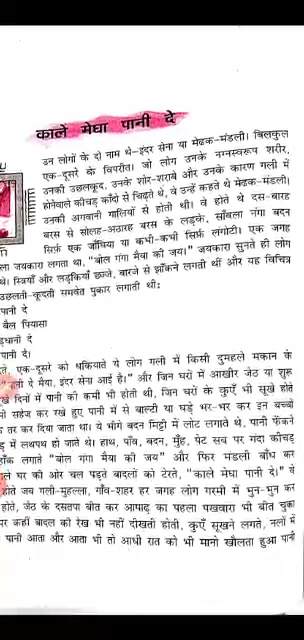 काले मेघा पानी दे
उन लोगों के दो नाम थे–इंदर सेना या मेढक-मंडली। बिलकुल
एक-दूसरे के विपरीत। जो लोग उनके नग्नस्वरूप शरीर,
उनकी उछलकूद, उनके शोर-शराबे और उनके कारण गली में
होनेवाले कीचड़ काँदो से चिढ़ते थे, वे उन्हें कहते थे मेढक-मंडली।
उनकी अगवानी गालियों से होती थी। वे होते थे दस-बारह
बरस से सोलह-अठारह बरस के लड़के, साँवला नंगा बदन
सिर्फ़ एक जाँघिया या कभी-कभी सिर्फ़ लंगोटी। एक जगह
ला जयकारा लगता था, "बोल गंगा मैया की जय।" जयकारा सुनते ही लोग
थे। स्त्रियाँ और लड़कियाँ छज्जे, बारजे से झाँकने लगती थीं और यह विचित्र
उछलती-कूदती समवेत पुकार लगाती थी:
पानी दे
बैल पियासा
ड़धानी दे
पानी दे।
एक-दूसरे को धकियाते ये लोग गली में किसी दुमहले मकान के
ऐ मैया, इंदर सेना आई है।" और जिन घरों में आखीर जेठ या शुरू
खे दिनों में पानी की कमी भी होती थी, जिन घरों के कुएँ भी सूखे होते
सहेज कर रखे हुए पानी में से बाल्टी या घड़े भर-भर कर इन बच्चों
तर कर दिया जाता था। ये भीगे बदन मिट्टी में लोट लगाते थे, पानी फेंकने
में लथपथ हो जाते थे। हाथ, पाँव, बदन, मुँह, पेट सब पर गंदा कीचड़
हाँक लगाते "बोल गंगा मैया की जय" और फिर मंडली बाँध कर
ले घर की ओर चल पड़ते बादलों को टेरते, "काले मेघा पानी दे।" वे
होते जब गली-मुहल्ला, गाँव-शहर हर जगह लोग गरमी में भुन-भुन कर
होते, जेठ के दसतपा बीत कर आषाढ़ का पहला पखवारा भी बीत चुका
पर कहीं बादल की रेख भी नहीं दीखती होती, कुएँ सूखने लगते, नलों में
पानी आता और आता भी तो आधी रात को भी मानो खौलता हुआ पानी